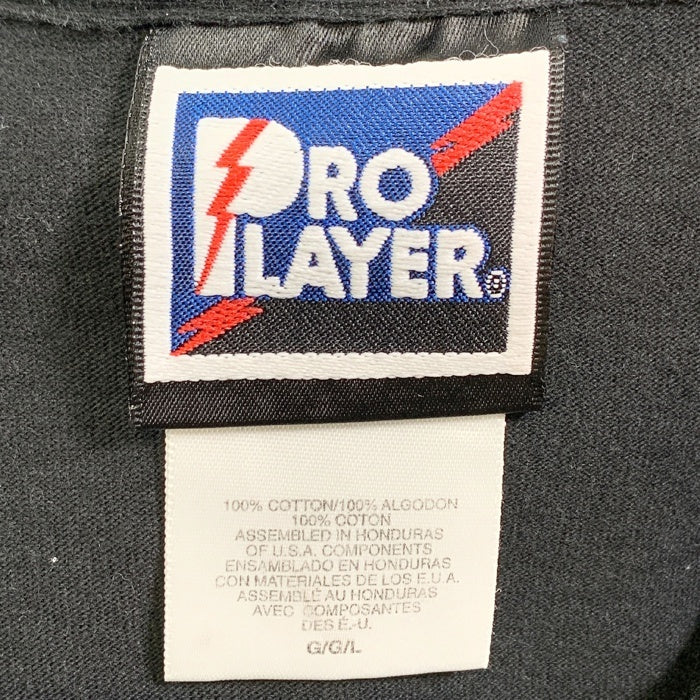 PRO
PLAYER®
100% COTTON/100% ALGODON
100% COTON
ASSEMBLED IN HONDURAS
OF U.S.A. COMPONENTS
ENSAMBLADO EN HONDURAS
CON MATERIALES DE LOS E.U.A.
ASSEMBLÉ AU HONDURAS
AVEC COMPOSANTES
DES É.-U.
G/G/L